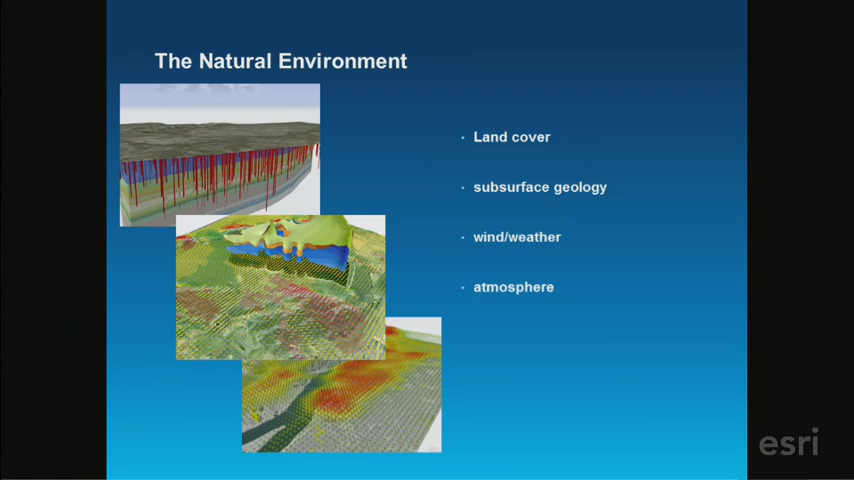 The Natural Environment
Land cover
subsurface geology
wind/weather
atmosphere
esri